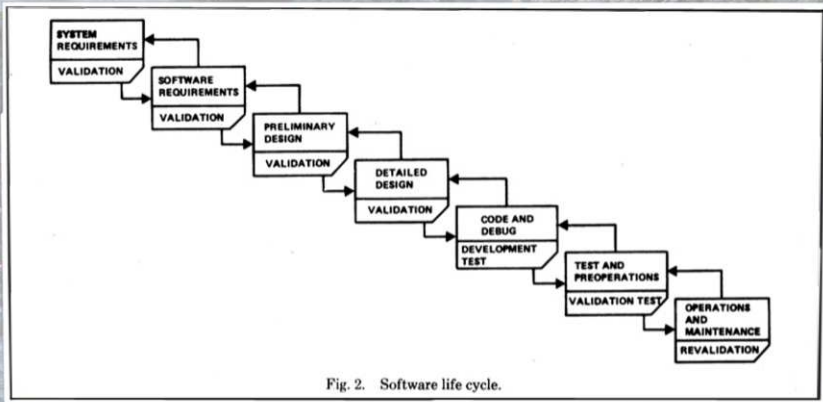 SYSTEM
REQUIREMENTS
VALIDATION
SOFTWARE
REQUIREMENTS
VALIDATION
PRELIMINARY
DESIGN
VALIDATION
DETAILED
DESIGN
VALIDATION
CODE AND
DEBUG
DEVELOPMENT
TEST
TEST AND
PREOPERATIONS
VALIDATION TEST
OPERATIONS
AND
MAINTENANCE
REVALIDATION
Fig. 2. Software life cycle.